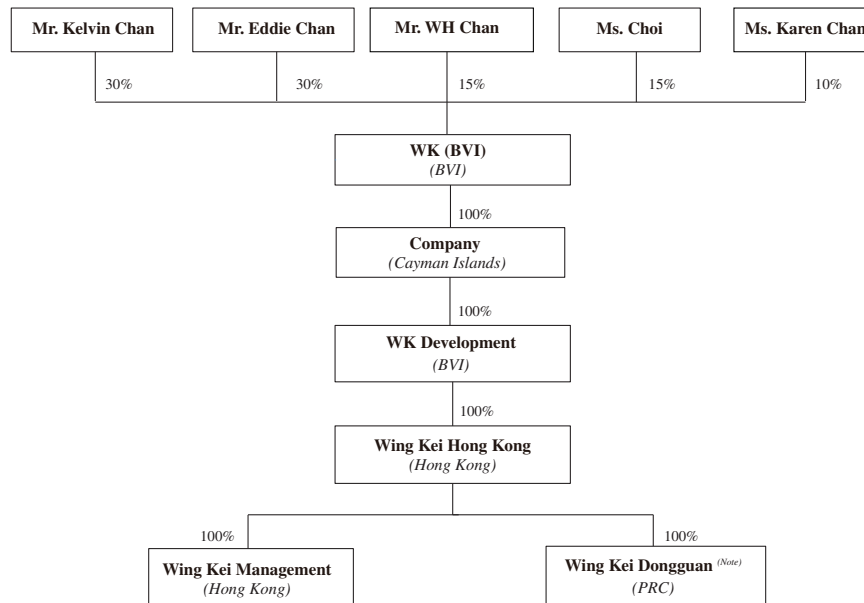 Mr. Kelvin Chan
Mr. Eddie Chan
Mr. WH Chan
Ms. Choi
Ms. Karen Chan
30%
30%
15%
15%
10%
WK (BVI)
(BVI)
100%
Company
(Cayman Islands)
100%
WK Development
(BVI)
100%
Wing Kei Hong Kong
(Hong Kong)
100%
100%
Wing Kei Management
(Hong Kong)
Wing Kei Dongguan (Note)
(PRC)